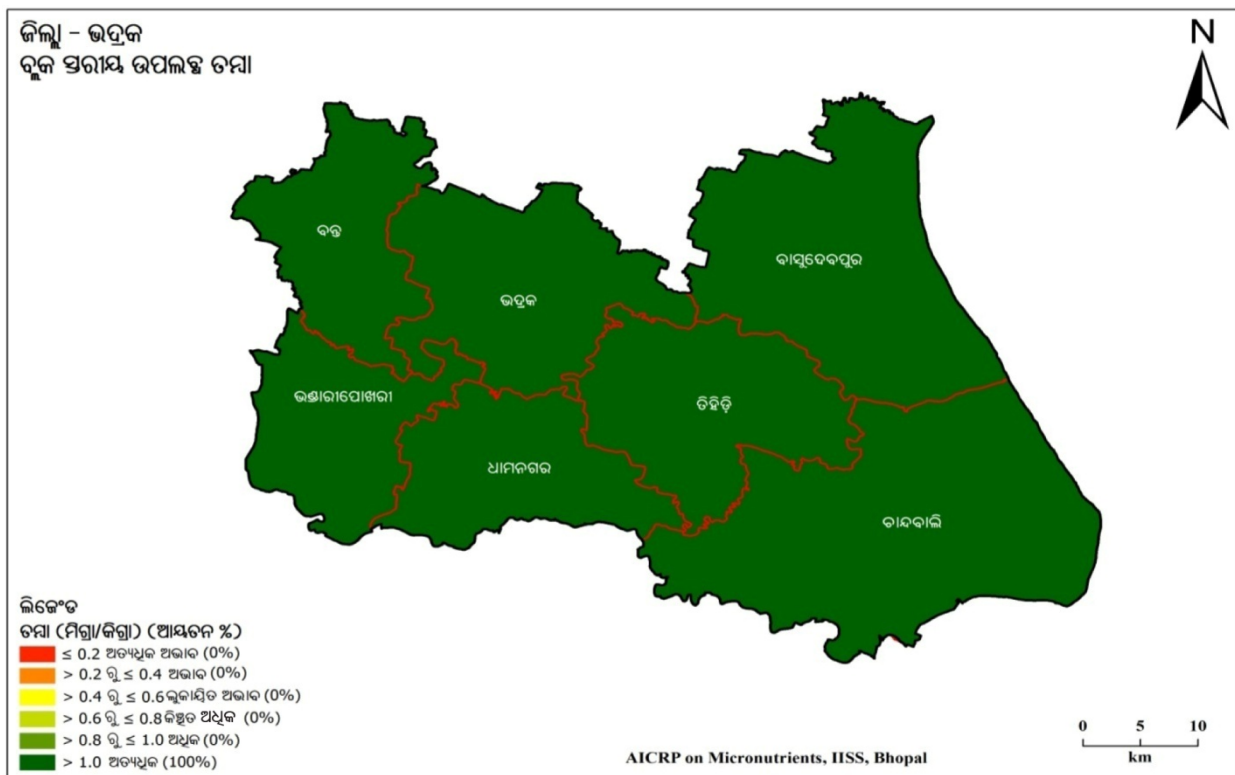 ଜିଲ୍ଲା - ଭଦ୍ରକ
ବ୍ଲକ ସ୍ତରୀୟ ଉପଲବ୍ଧ ତମ୍ବା
N
ବନ୍ତ
ବାସୁଦେବପୁର
ଭଦ୍ରକ
ଭଣ୍ଡାରୀପୋଖରୀ
ତିହିଡ଼ି
ଧାମନଗର
ଚାନ୍ଦବାଲି
ଲିଜେଂଡ
ତମ୍ବା (ମିଗ୍ରା/କିଗ୍ରା) (ଆୟତନ %)
≤ 0.2 ଅତ୍ୟଧିକ ଅଭାବ (0%)
> 0.2 ରୁ ≤ 0.4 ଅଭାବ (0%)
> 0.4 ରୁ ≤ 0.6 ଲୁକାୟିତ ଅଭାବ (0%)
> 0.6 ରୁ ≤ 0.8 କିଞ୍ଚିତ ଅଧିକ (0%)
> 0.8 ରୁ ≤ 1.0 ଅଧିକ (0%)
> 1.0 ଅତ୍ୟଧିକ (100%)
AICRP on Micronutrients, IISS, Bhopal
0 5 10
km